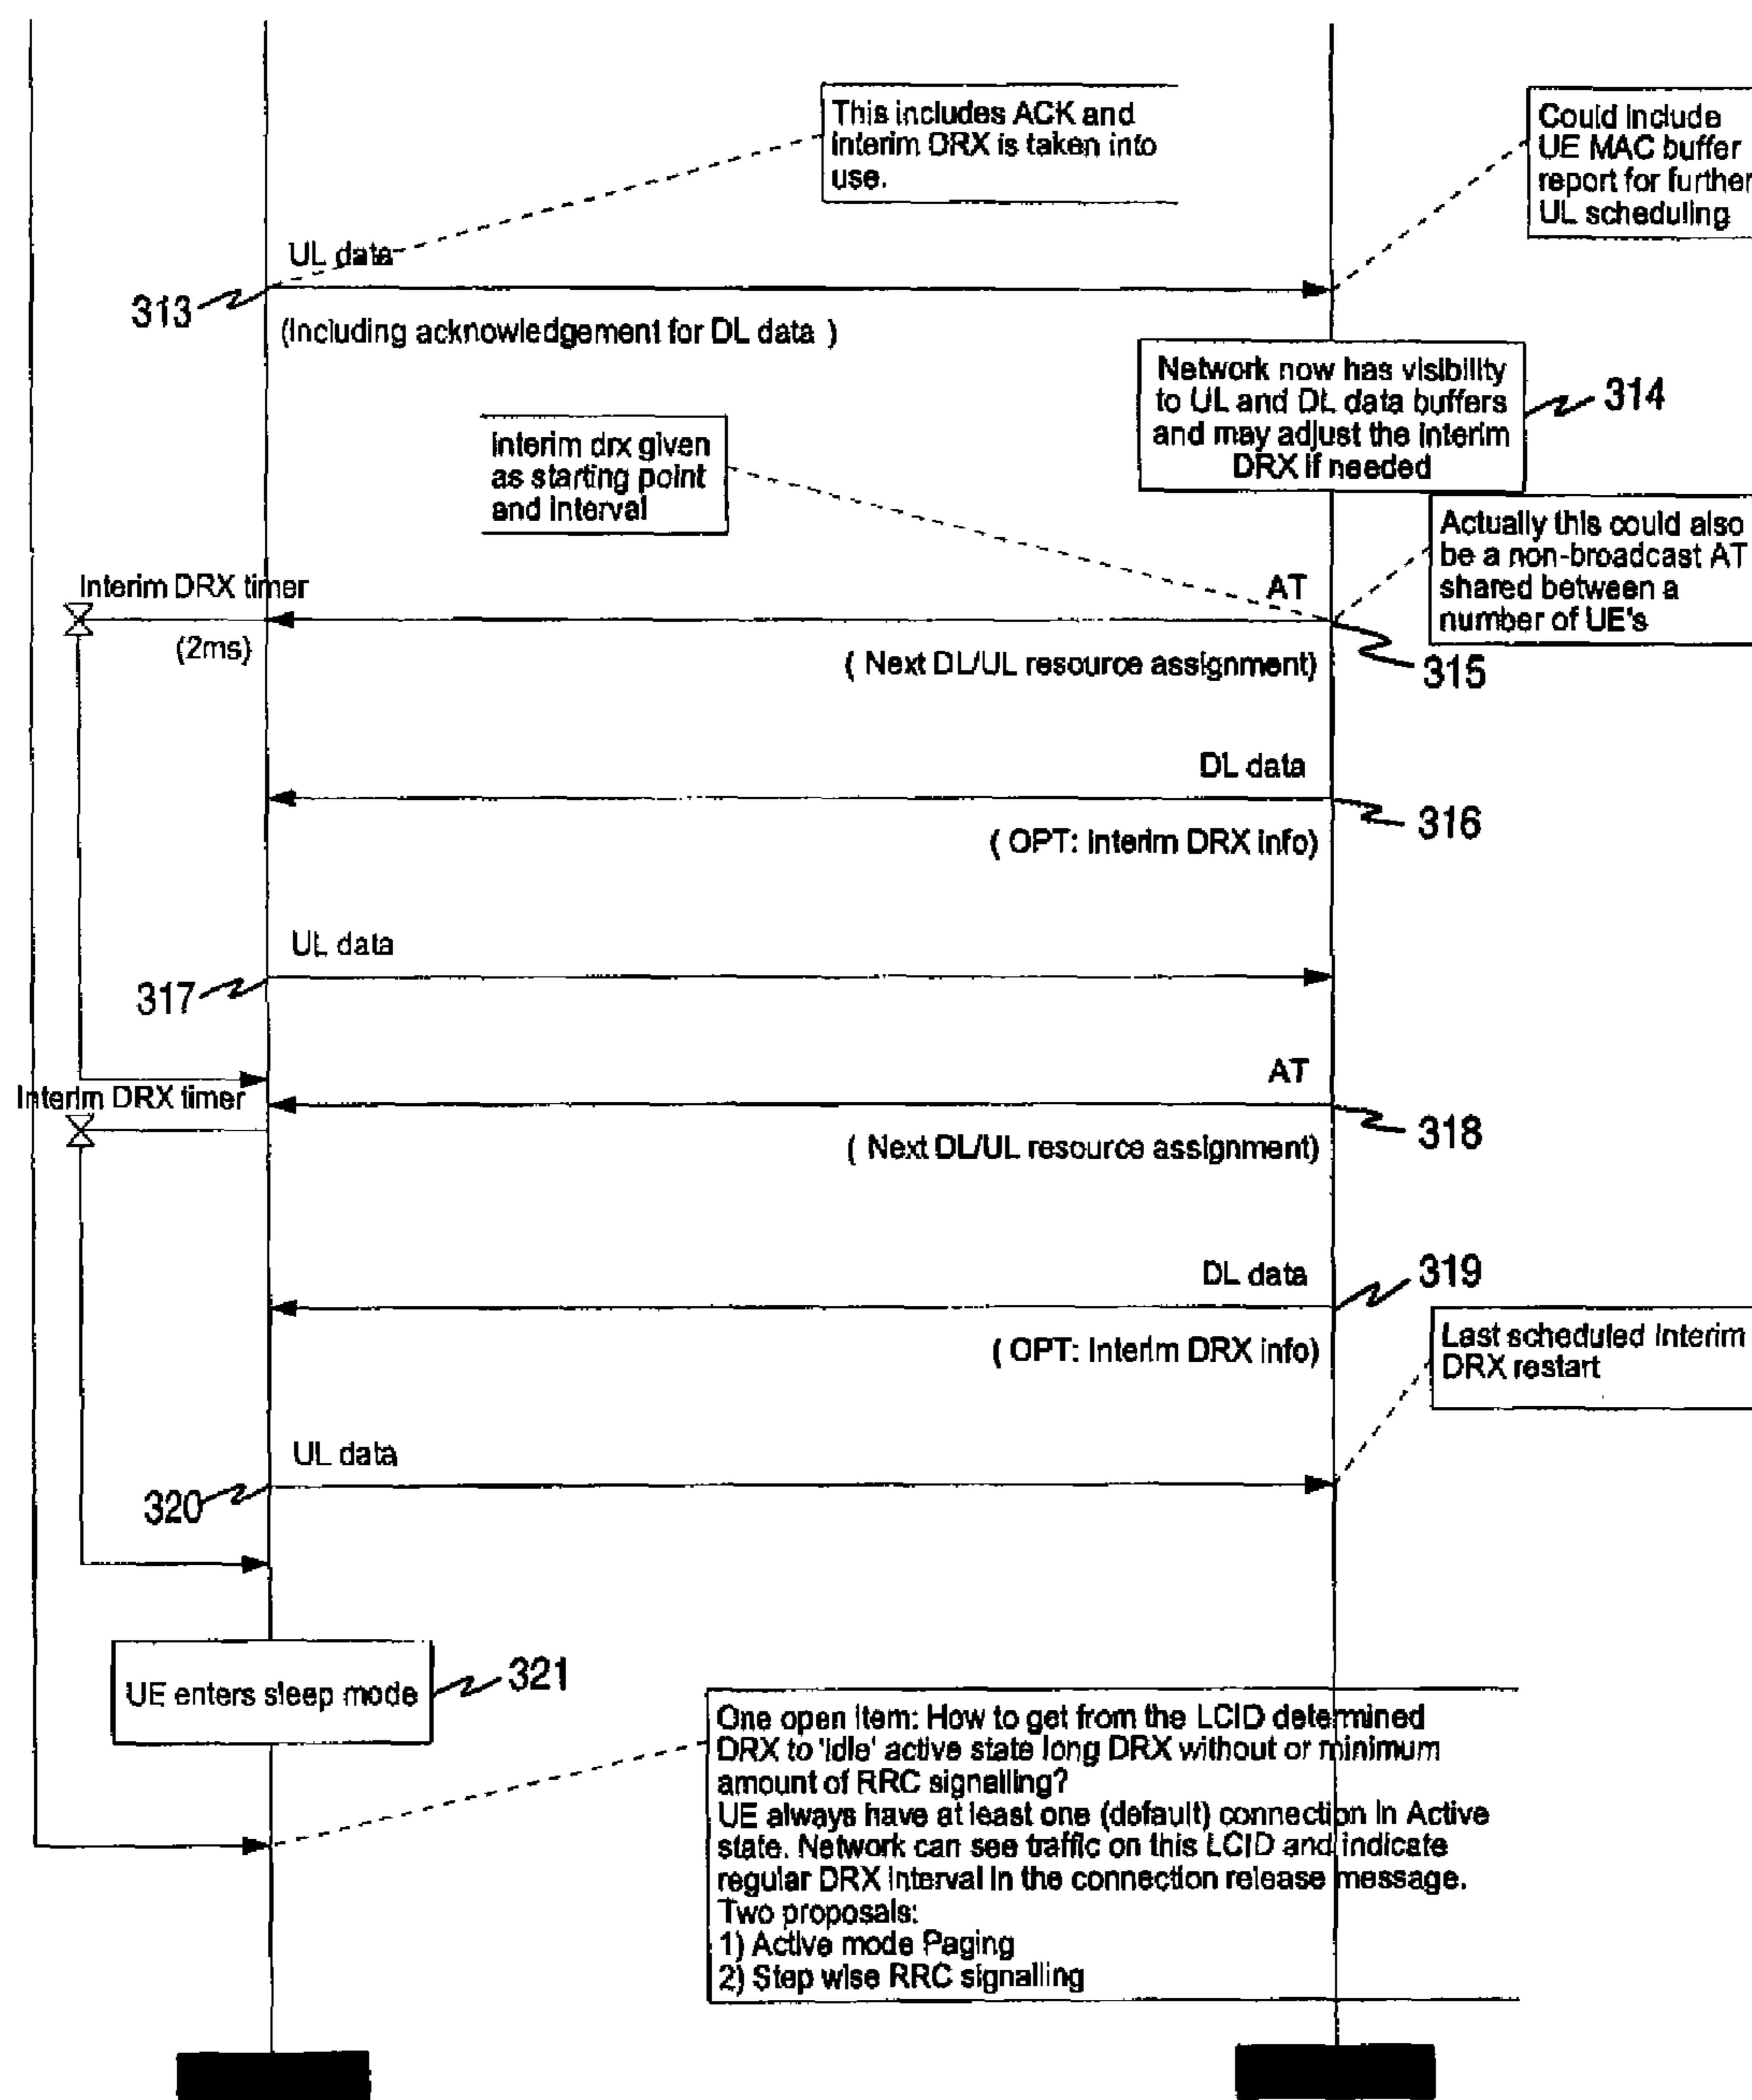 This includes ACK and
Interim DRX is taken into
use.
Could include
UE MAC buffer
report for further
UL scheduling
UL data
313
(Including acknowledgement for DL data )
Network now has visibility
to UL and DL data buffers
and may adjust the interim
DRX if needed
314
Interim drx given
as starting point
and interval
Actually this could also
be a non-broadcast AT
shared between a
number of UE's
Interim DRX timer
(2ms)
AT
( Next DL/UL resource assignment)
315
DL data
316
( OPT: Interim DRX info)
UL data
317
AT
Interim DRX timer
318
( Next DL/UL resource assignment)
DL data
319
( OPT: Interim DRX info)
Last scheduled Interim
DRX restart
UL data
320
UE enters sleep mode
321
One open item: How to get from the LCID determined
DRX to 'idle' active state long DRX without or minimum
amount of RRC signalling?
UE always have at least one (default) connection in Active
state. Network can see traffic on this LCID and indicate
regular DRX interval in the connection release message.
Two proposals:
1) Active mode Paging
2) Step wise RRC signalling